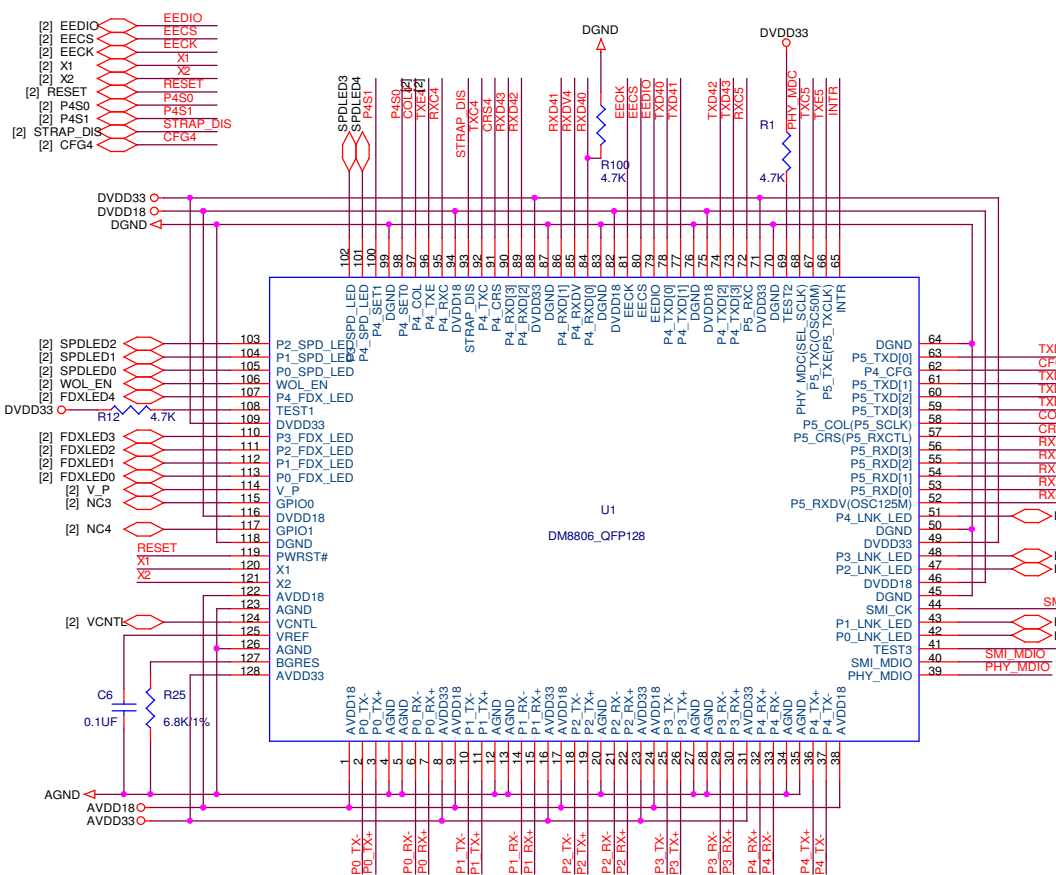 [2] EEDIO EEDIO
[2] EECS EECS
[2] EECK EECK
[2] X1 X1
[2] X2 X2
[2] RESET RESET
[2] P4S0 P4S0
[2] P4S1 P4S1
[2] STRAP_DIS STRAP_DIS
[2] CFG4 CFG4
DGND
DVDD33
SPDLED3
SPDLED4
P4S1
P4S0
COL4
[2]
TXE4
[2]
RXC4
STRAP_DIS
TXC4
CRS4
RXD43
RXD42
RXD41
RXDV4
RXD40
R100
4.7K
EECK
EECS
EEDIO
TXD40
TXD41
TXD42
TXD43
RXC5
R1
4.7K
PHY_MDC
TXC5
TXE5
INTR
DVDD33
DVDD18
DGND
102 P3_SPD_LED
101 P4_SPD_LED
100 P4_SET1
99 DGND
98 P4_SET0
97 P4_COL
96 P4_TXE
95 P4_RXC
94 DVDD18
93 STRAP_DIS
92 P4_TXC
91 P4_CRS
90 P4_RXD[3]
89 P4_RXD[2]
88 DVDD33
87 DGND
86 P4_RXD[1]
85 P4_RXDV
84 P4_RXD[0]
83 DGND
82 DVDD18
81 EECK
80 EECS
79 EEDIO
78 P4_TXD[0]
77 P4_TXD[1]
76 DGND
75 DVD18
74 P4_TXD[2]
73 P4_TXD[3]
72 P5_RXC
71 DVDD33
70 DGND
69 TEST2
68 PHY_MDC(SEL_SCLK)
67 P5_TXC(OSC50M)
66 P5_TXE(P5_TXCLK)
65 INTR
[2] SPDLED2 103 P2_SPD_LED
[2] SPDLED1 104 P1_SPD_LED
[2] SPDLED0 105 P0_SPD_LED
[2] WOL_EN 106 WOL_EN
[2] FDXLED4 107 P4_FDX_LED
DVDD33 R12 4.7K 108 TEST1
109 DVDD33
[2] FDXLED3 110 P3_FDX_LED
[2] FDXLED2 111 P2_FDX_LED
[2] FDXLED1 112 P1_FDX_LED
[2] FDXLED0 113 P0_FDX_LED
[2] V_P 114 V_P
[2] NC3 115 GPIO0
116 DVDD18
[2] NC4 117 GPIO1
118 DGND
RESET 119 PWRST#
X1 120 X1
X2 121 X2
122 AVDD18
123 AGND
[2] VCNTL 124 VCNTL
125 VREF
126 AGND
127 BGRES
128 AVDD33
U1
DM8806_QFP128
DGND 64
P5_TXD[0] 63
P4_CFG 62
P5_TXD[1] 61
P5_TXD[2] 60
P5_TXD[3] 59
P5_COL(P5_SCLK) 58
P5_CRS(P5_RXCTL) 57
P5_RXD[3] 56
P5_RXD[2] 55
P5_RXD[1] 54
P5_RXD[0] 53
P5_RXDV(OSC125M) 52
P4_LNK_LED 51
DGND 50
DVDD33 49
P3_LNK_LED 48
P2_LNK_LED 47
DVDD18 46
DGND 45
SMI_CK 44
P1_LNK_LED 43
P0_LNK_LED 42
TEST3 41
SMI_MDIO 40 SMI_MDIO
PHY_MDIO 39 PHY_MDIO
C6
0.1UF
R25
6.8K/1%
AVDD18 1
P0_TX- 2
P0_TX+ 3
AGND 4
AGND 5
P0_RX- 6
P0_RX+ 7
AVDD33 8
AVDD18 9
P1_TX- 10
P1_TX+ 11
AGND 12
AGND 13
P1_RX- 14
P1_RX+ 15
AVDD33 16
AVDD18 17
P2_TX- 18
P2_TX+ 19
AGND 20
P2_RX- 21
P2_RX+ 22
AVDD33 23
AVDD18 24
P3_TX- 25
P3_TX+ 26
AGND 27
AGND 28
P3_RX- 29
P3_RX+ 30
AVDD33 31
P4_RX+ 32
P4_RX- 33
AGND 34
AGND 35
P4_TX+ 36
P4_TX- 37
AVDD18 38
AGND
AVDD18
AVDD33
P0_TX-
P0_TX+
P0_RX-
P0_RX+
P1_TX-
P1_TX+
P1_RX-
P1_RX+
P2_TX-
P2_TX+
P2_RX-
P2_RX+
P3_TX-
P3_TX+
P3_RX-
P3_RX+
P4_RX+
P4_RX-
P4_TX+
P4_TX-